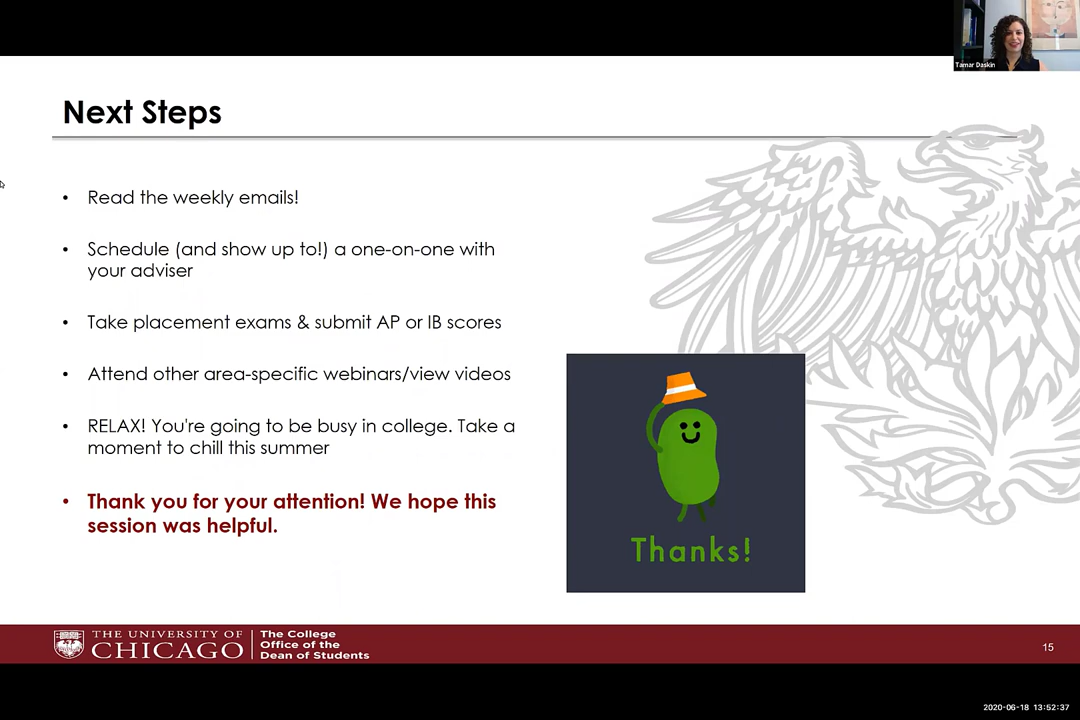 Tamar Daskin
Next Steps
• Read the weekly emails!
• Schedule (and show up to!) a one-on-one with
your adviser
• Take placement exams & submit AP or IB scores
• Attend other area-specific webinars/view videos
• RELAX! You're going to be busy in college. Take a
moment to chill this summer
• Thank you for your attention! We hope this
session was helpful.
Thanks!
THE UNIVERSITY OF
CHICAGO
The College
Office of the
Dean of Students
15
2020-06-18 13:52:37